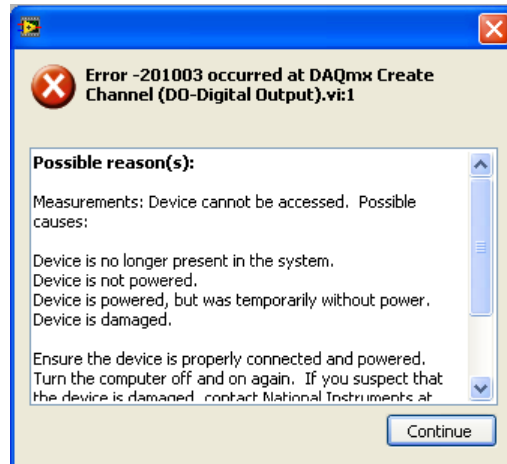 Error -201003 occurred at DAQmx Create
Channel (DO-Digital Output).vi:1
Possible reason(s):
Measurements: Device cannot be accessed.  Possible
causes:
Device is no longer present in the system.
Device is not powered.
Device is powered, but was temporarily without power.
Device is damaged.
Ensure the device is properly connected and powered.
Turn the computer off and on again.  If you suspect that
the device is damaged, contact National Instruments at
Continue